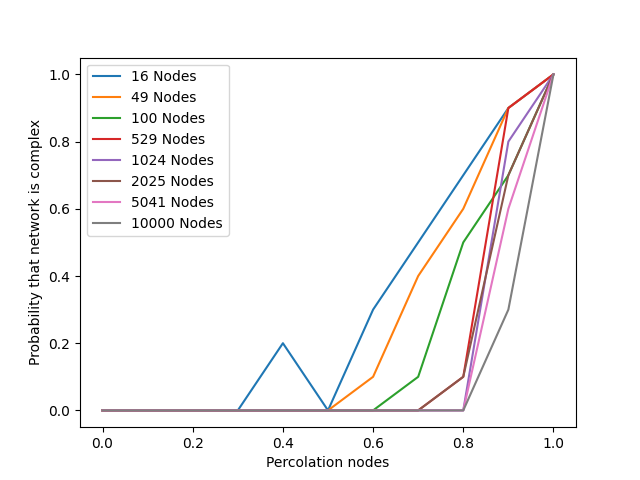 16 Nodes
49 Nodes
100 Nodes
529 Nodes
1024 Nodes
2025 Nodes
5041 Nodes
10000 Nodes
Probability that network is complex
1.0
0.8
0.6
0.4
0.2
0.0
0.0 0.2 0.4 0.6 0.8 1.0
Percolation nodes